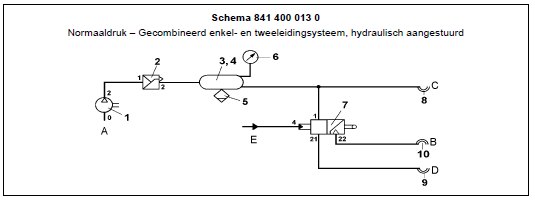 Schema 841 400 013 0
Normaaldruk – Gecombineerd enkel- en tweeleidingsysteem, hydraulisch aangestuurd
2
3, 4
6
1
2
2
C
8
5
7
1
0
1
A
4
E
1
21
22
B
10
D
9